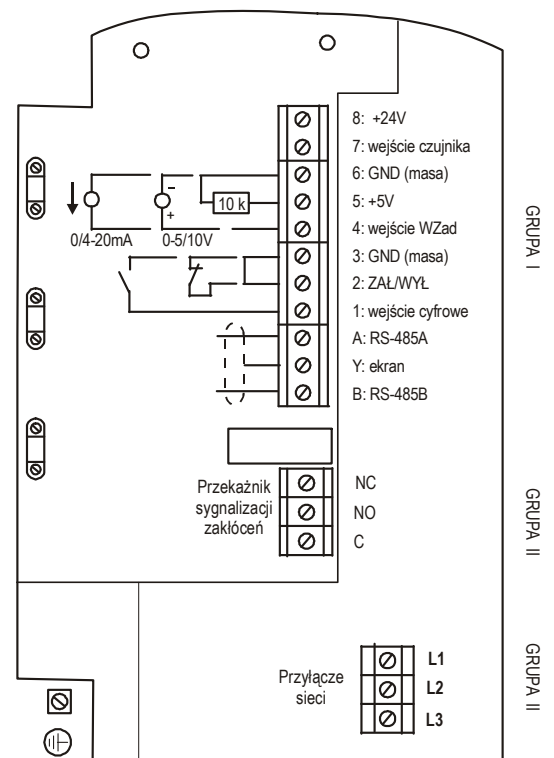 8: +24V
7: wejście czujnika
6: GND (masa)
5: +5V
4: wejście WZad
3: GND (masa)
2: ZAŁ/WYŁ
1: wejście cyfrowe
A: RS-485A
Y: ekran
B: RS-485B
10 k
−
+
0/4-20mA
0-5/10V
GRUPA I
Przekaźnik
sygnalizacji
zakłóceń
NC
NO
C
GRUPA II
Przyłącze
sieci
L1
L2
L3
GRUPA II